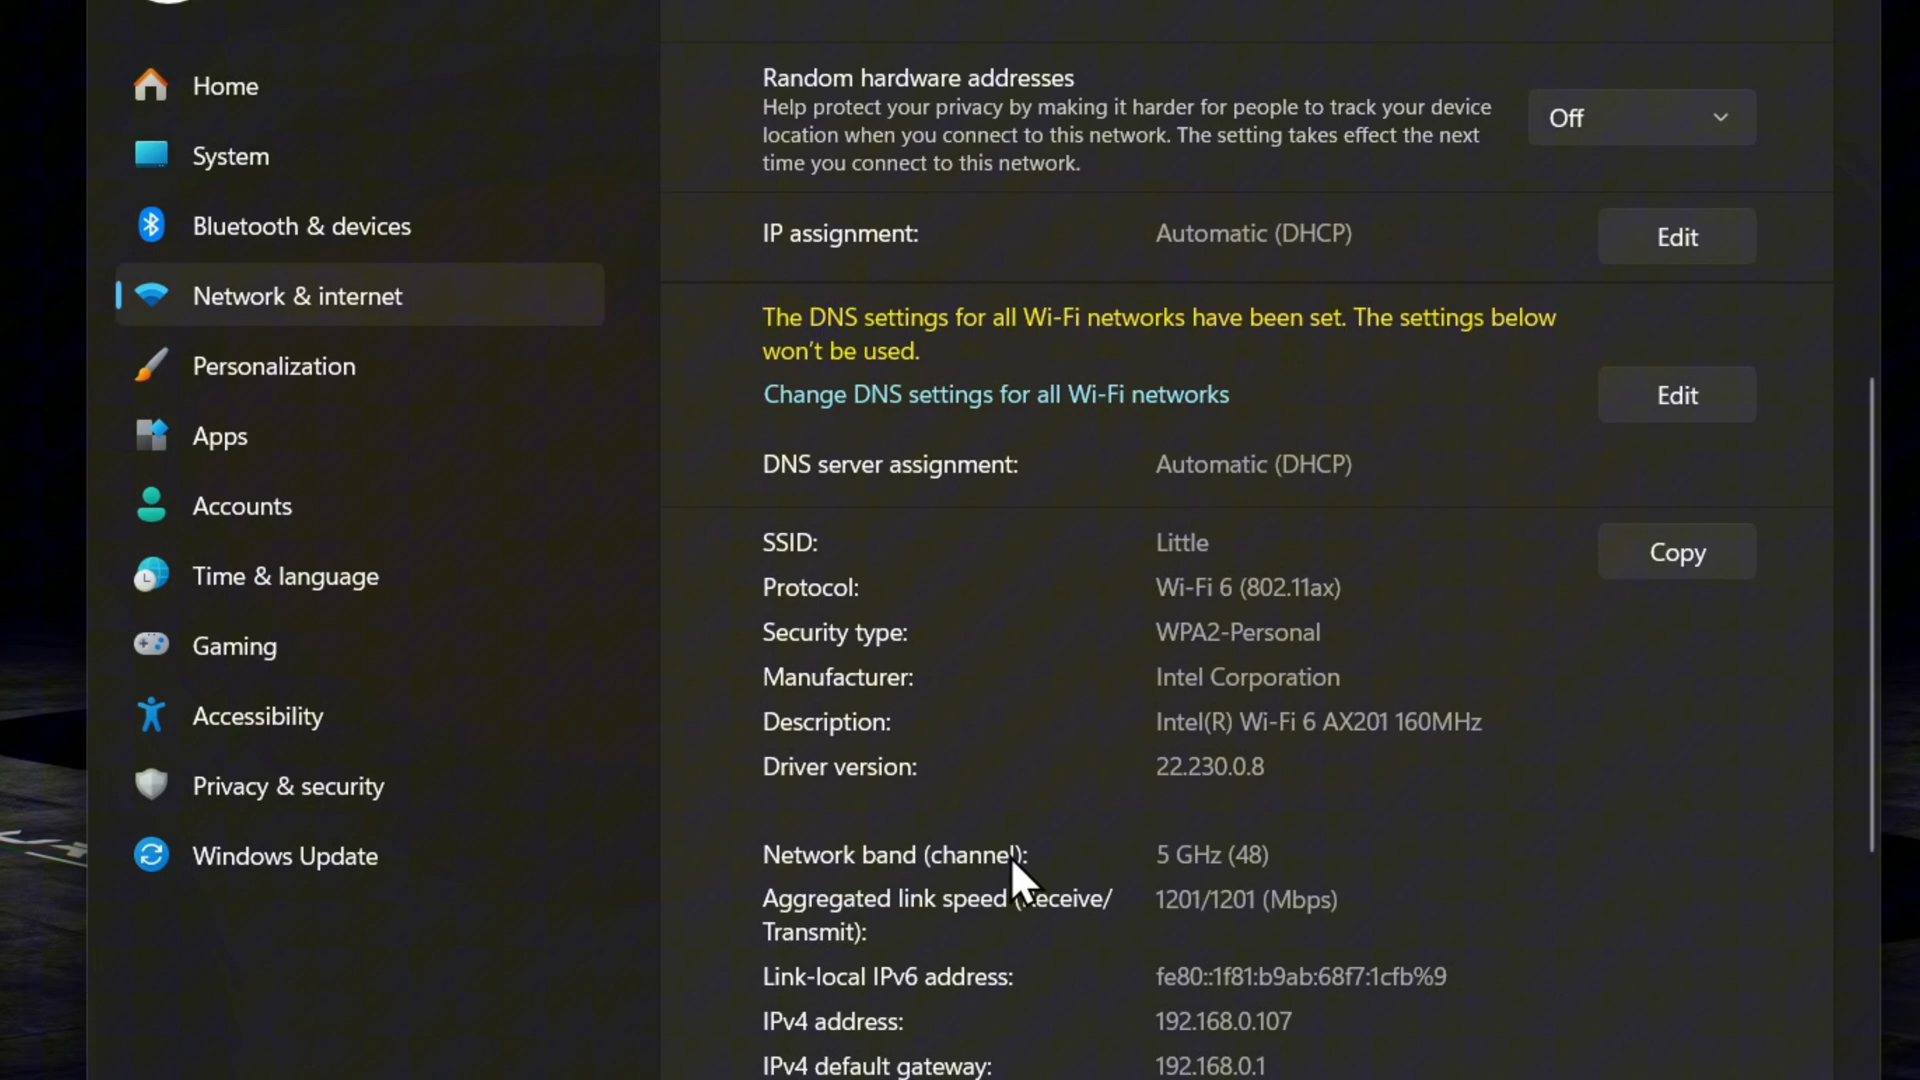 Home
System
Bluetooth & devices
Network & internet
Personalization
Apps
Accounts
Time & language
Gaming
Accessibility
Privacy & security
Windows Update
Random hardware addresses
Help protect your privacy by making it harder for people to track your device
location when you connect to this network. The setting takes effect the next
time you connect to this network.
Off
IP assignment: Automatic (DHCP)
Edit
The DNS settings for all Wi-Fi networks have been set. The settings below
won't be used.
Change DNS settings for all Wi-Fi networks
Edit
DNS server assignment: Automatic (DHCP)
SSID: Little
Copy
Protocol: Wi-Fi 6 (802.11ax)
Security type: WPA2-Personal
Manufacturer: Intel Corporation
Description: Intel(R) Wi-Fi 6 AX201 160MHz
Driver version: 22.230.0.8
Network band (channel): 5 GHz (48)
Aggregated link speed (Receive/ 1201/1201 (Mbps)
Transmit):
Link-local IPv6 address: fe80::1f81:b9ab:68f7:1cfb%9
IPv4 address: 192.168.0.107
IPv4 default gateway: 192.168.0.1